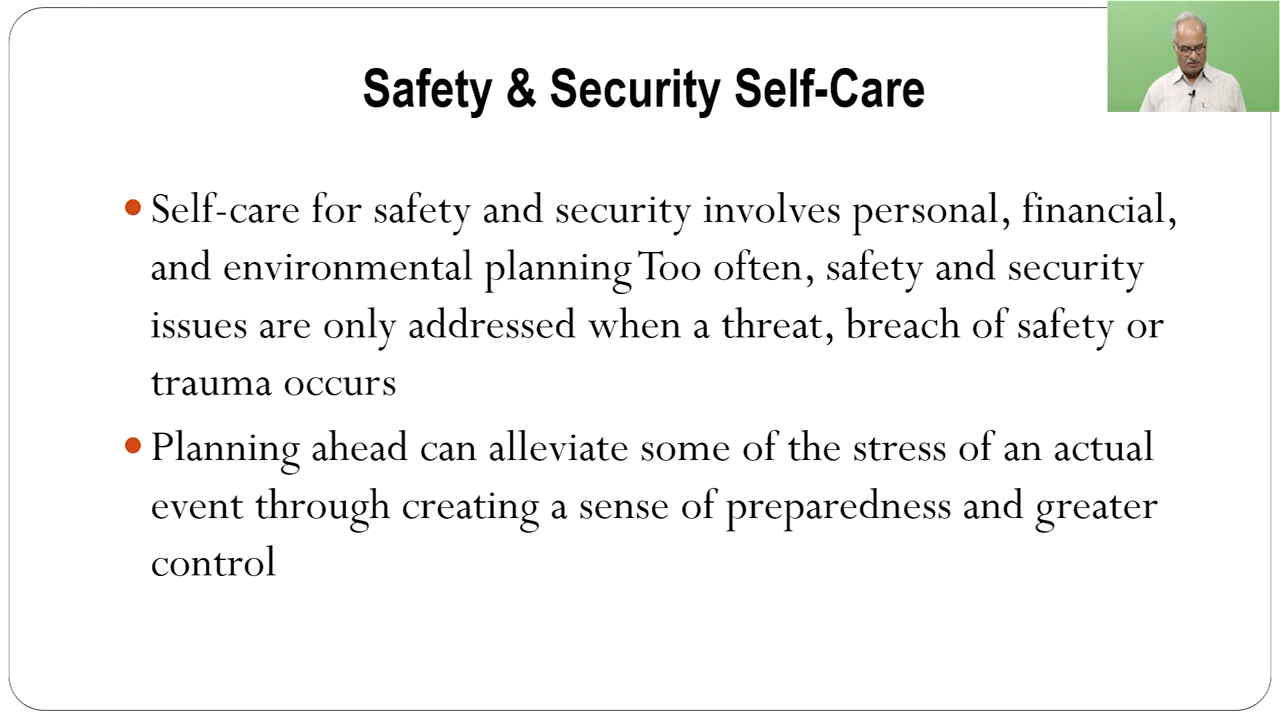 Safety & Security Self-Care
• Self-care for safety and security involves personal, financial,
and environmental planning Too often, safety and security
issues are only addressed when a threat, breach of safety or
trauma occurs
• Planning ahead can alleviate some of the stress of an actual
event through creating a sense of preparedness and greater
control